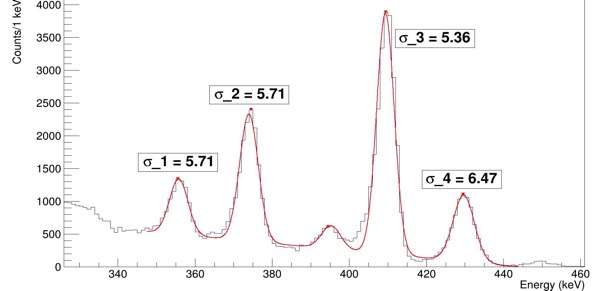 Counts/1 keV
4000
3500
3000
2500
2000
1500
1000
500
0
σ_1 = 5.71
σ_2 = 5.71
σ_3 = 5.36
σ_4 = 6.47
340 360 380 400 420 440 460
Energy (keV)